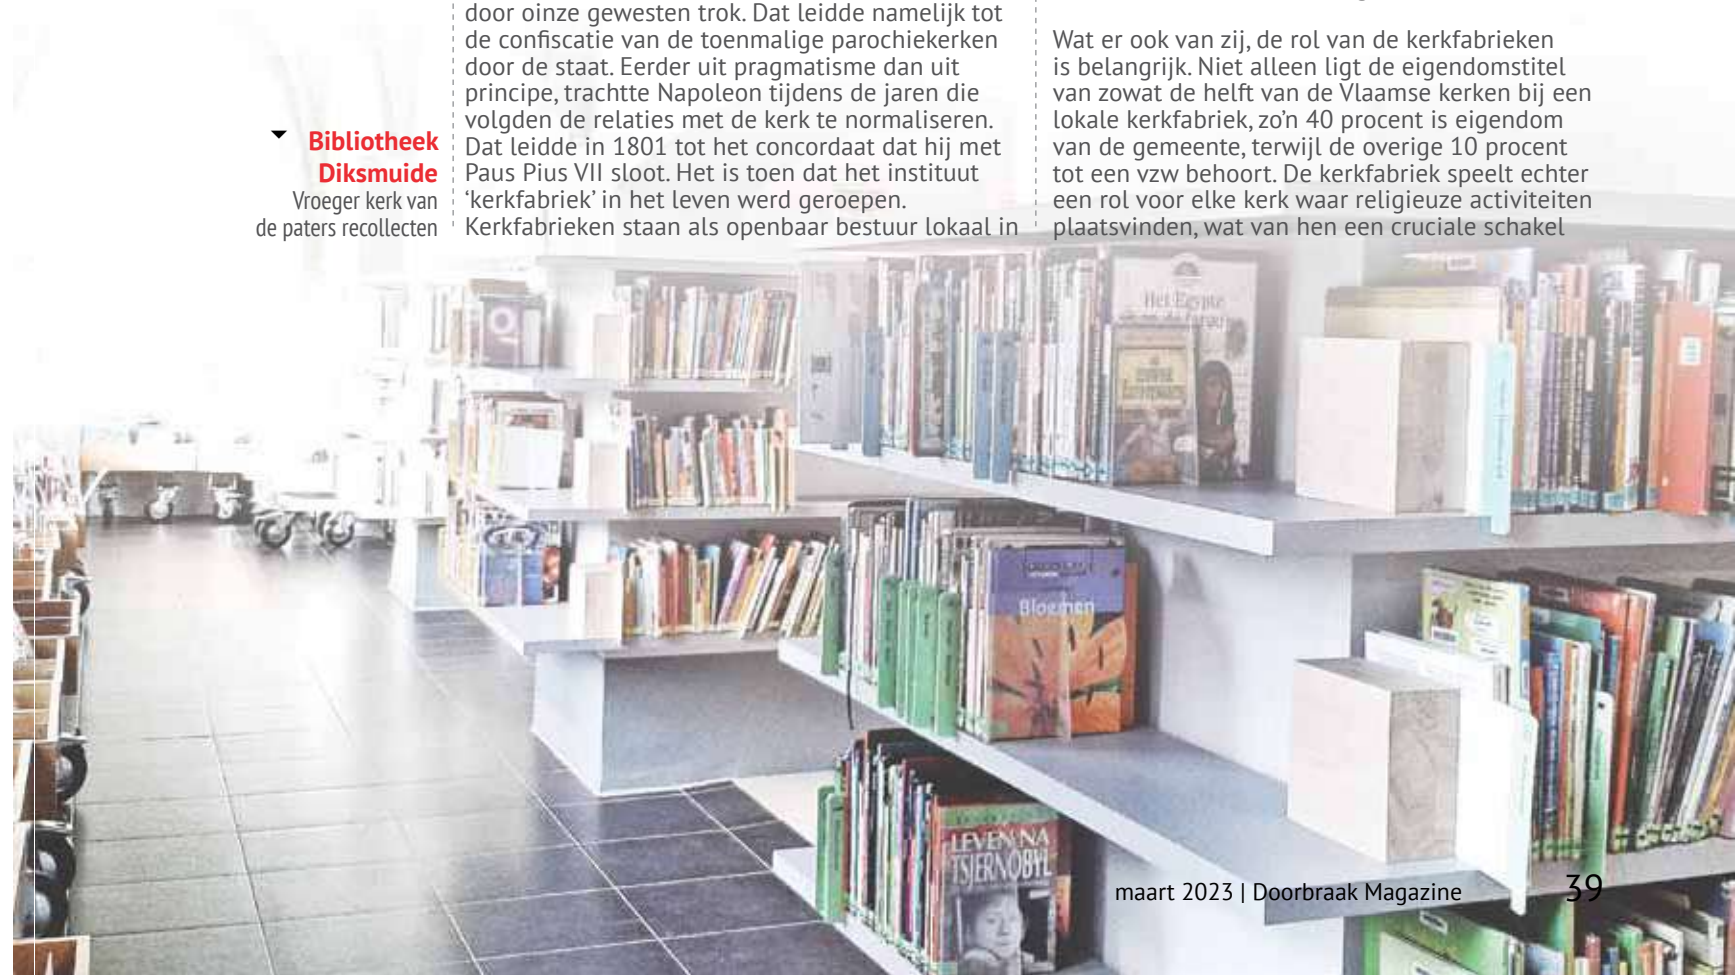 Bibliotheek
Diksmuide
Vroeger kerk van
de paters recollecten
door oinze gewesten trok. Dat leidde namelijk tot
de confiscatie van de toenmalige parochiekerken
door de staat. Eerder uit pragmatisme dan uit
principe, trachtte Napoleon tijdens de jaren die
volgden de relaties met de kerk te normaliseren.
Dat leidde in 1801 tot het concordaat dat hij met
Paus Pius VII sloot. Het is toen dat het instituut
‘kerkfabriek’ in het leven werd geroepen.
Kerkfabrieken staan als openbaar bestuur lokaal in
Wat er ook van zij, de rol van de kerkfabrieken
is belangrijk. Niet alleen ligt de eigendomstitel
van zowat de helft van de Vlaamse kerken bij een
lokale kerkfabriek, zo’n 40 procent is eigendom
van de gemeente, terwijl de overige 10 procent
tot een vzw behoort. De kerkfabriek speelt echter
een rol voor elke kerk waar religieuze activiteiten
plaatsvinden, wat van hen een cruciale schakel
Het Egypte
Bloemen
LEVEN NA
TSJERNOBYL
maart 2023 | Doorbraak Magazine 39